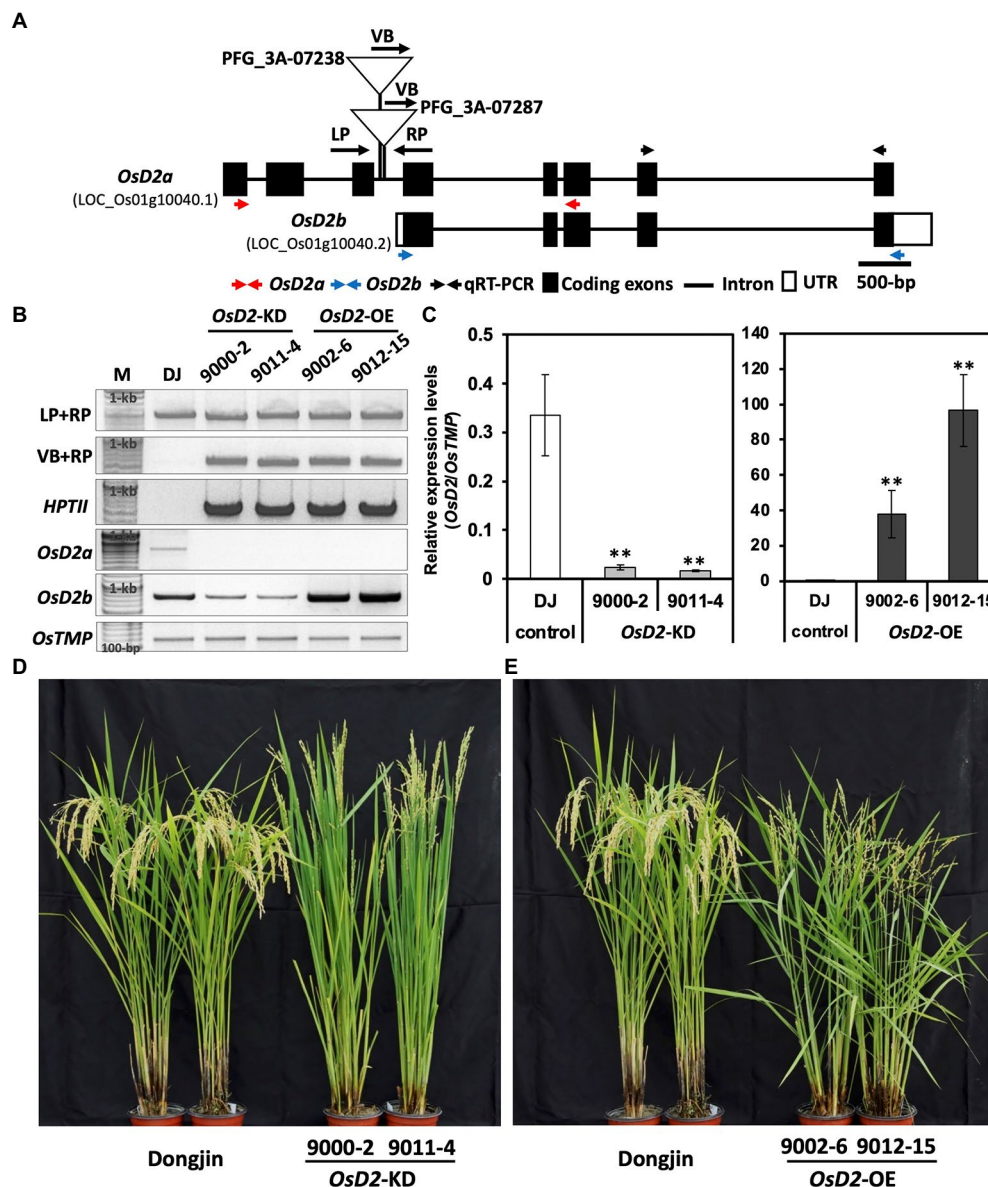 A
VB
PFG_3A-07238
VB
PFG_3A-07287
LP
RP
OsD2a
(LOC_Os01g10040.1)
OsD2b
(LOC_Os01g10040.2)
OsD2a OsD2b qRT-PCR Coding exons Intron UTR 500-bp
B
OsD2-KD OsD2-OE
M DJ 9000-2 9011-4 9002-6 9012-15
LP+RP 1-kb
VB+RP 1-kb
HPTII 1-kb
OsD2a
OsD2b 1-kb
OsTMP
100-bp
C
Relative expression levels
(OsD2/OsTMP)
0.5
0.4
0.3
0.2
0.1
0
** **
DJ 9000-2 9011-4
control OsD2-KD
140
120
100
80
60
40
20
0
** **
DJ 9002-6 9012-15
control OsD2-OE
D
Dongjin
9000-2 9011-4
OsD2-KD
E
Dongjin
9002-6 9012-15
OsD2-OE